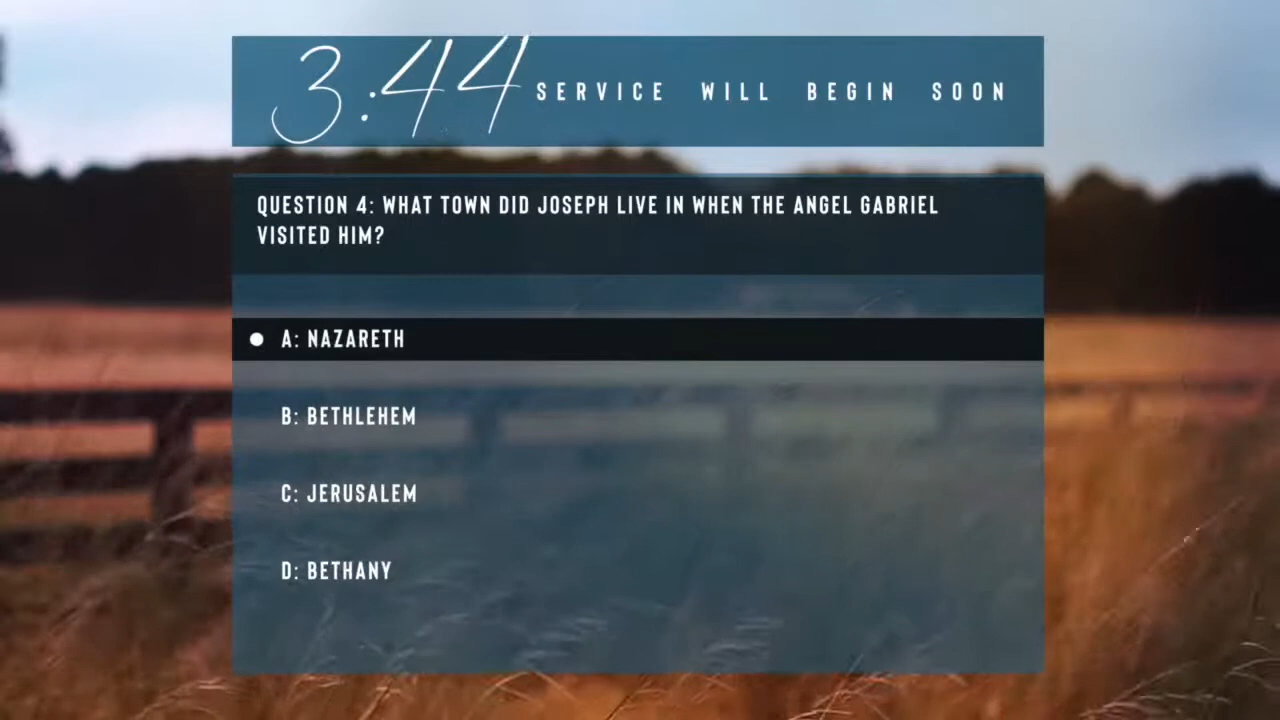 3:44 SERVICE WILL BEGIN SOON
QUESTION 4: WHAT TOWN DID JOSEPH LIVE IN WHEN THE ANGEL GABRIEL
VISITED HIM?
A: NAZARETH
B: BETHLEHEM
C: JERUSALEM
D: BETHANY